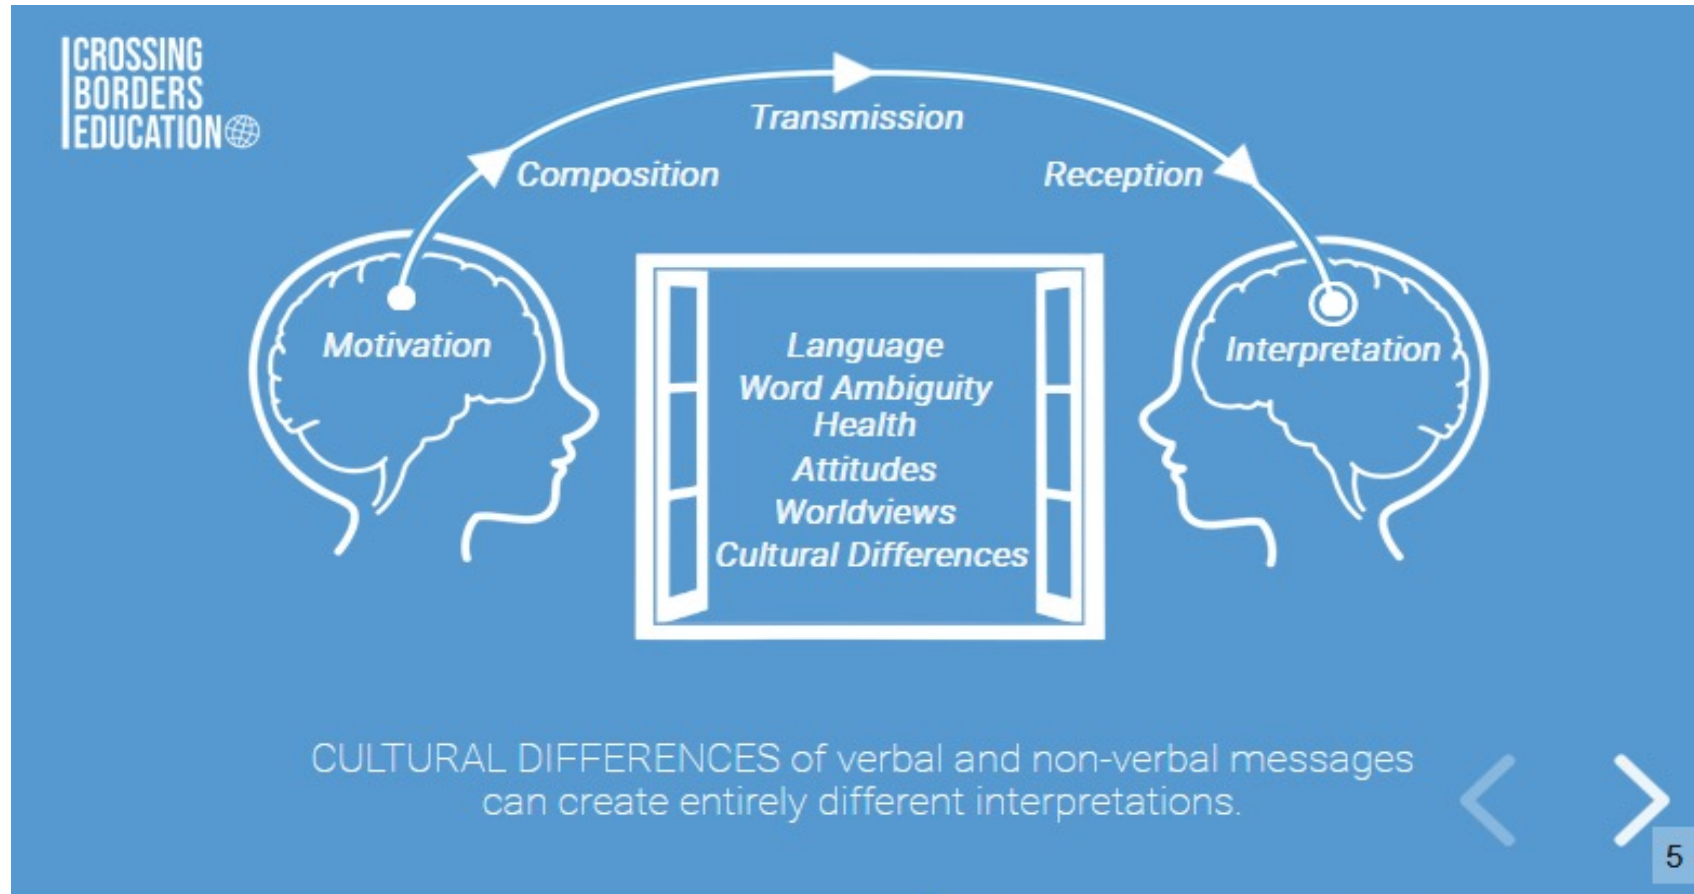 CROSSING
BORDERS
EDUCATION
Transmission
Composition
Reception
Motivation
Interpretation
Language
Word Ambiguity
Health
Attitudes
Worldviews
Cultural Differences
CULTURAL DIFFERENCES of verbal and non-verbal messages
can create entirely different interpretations.
5